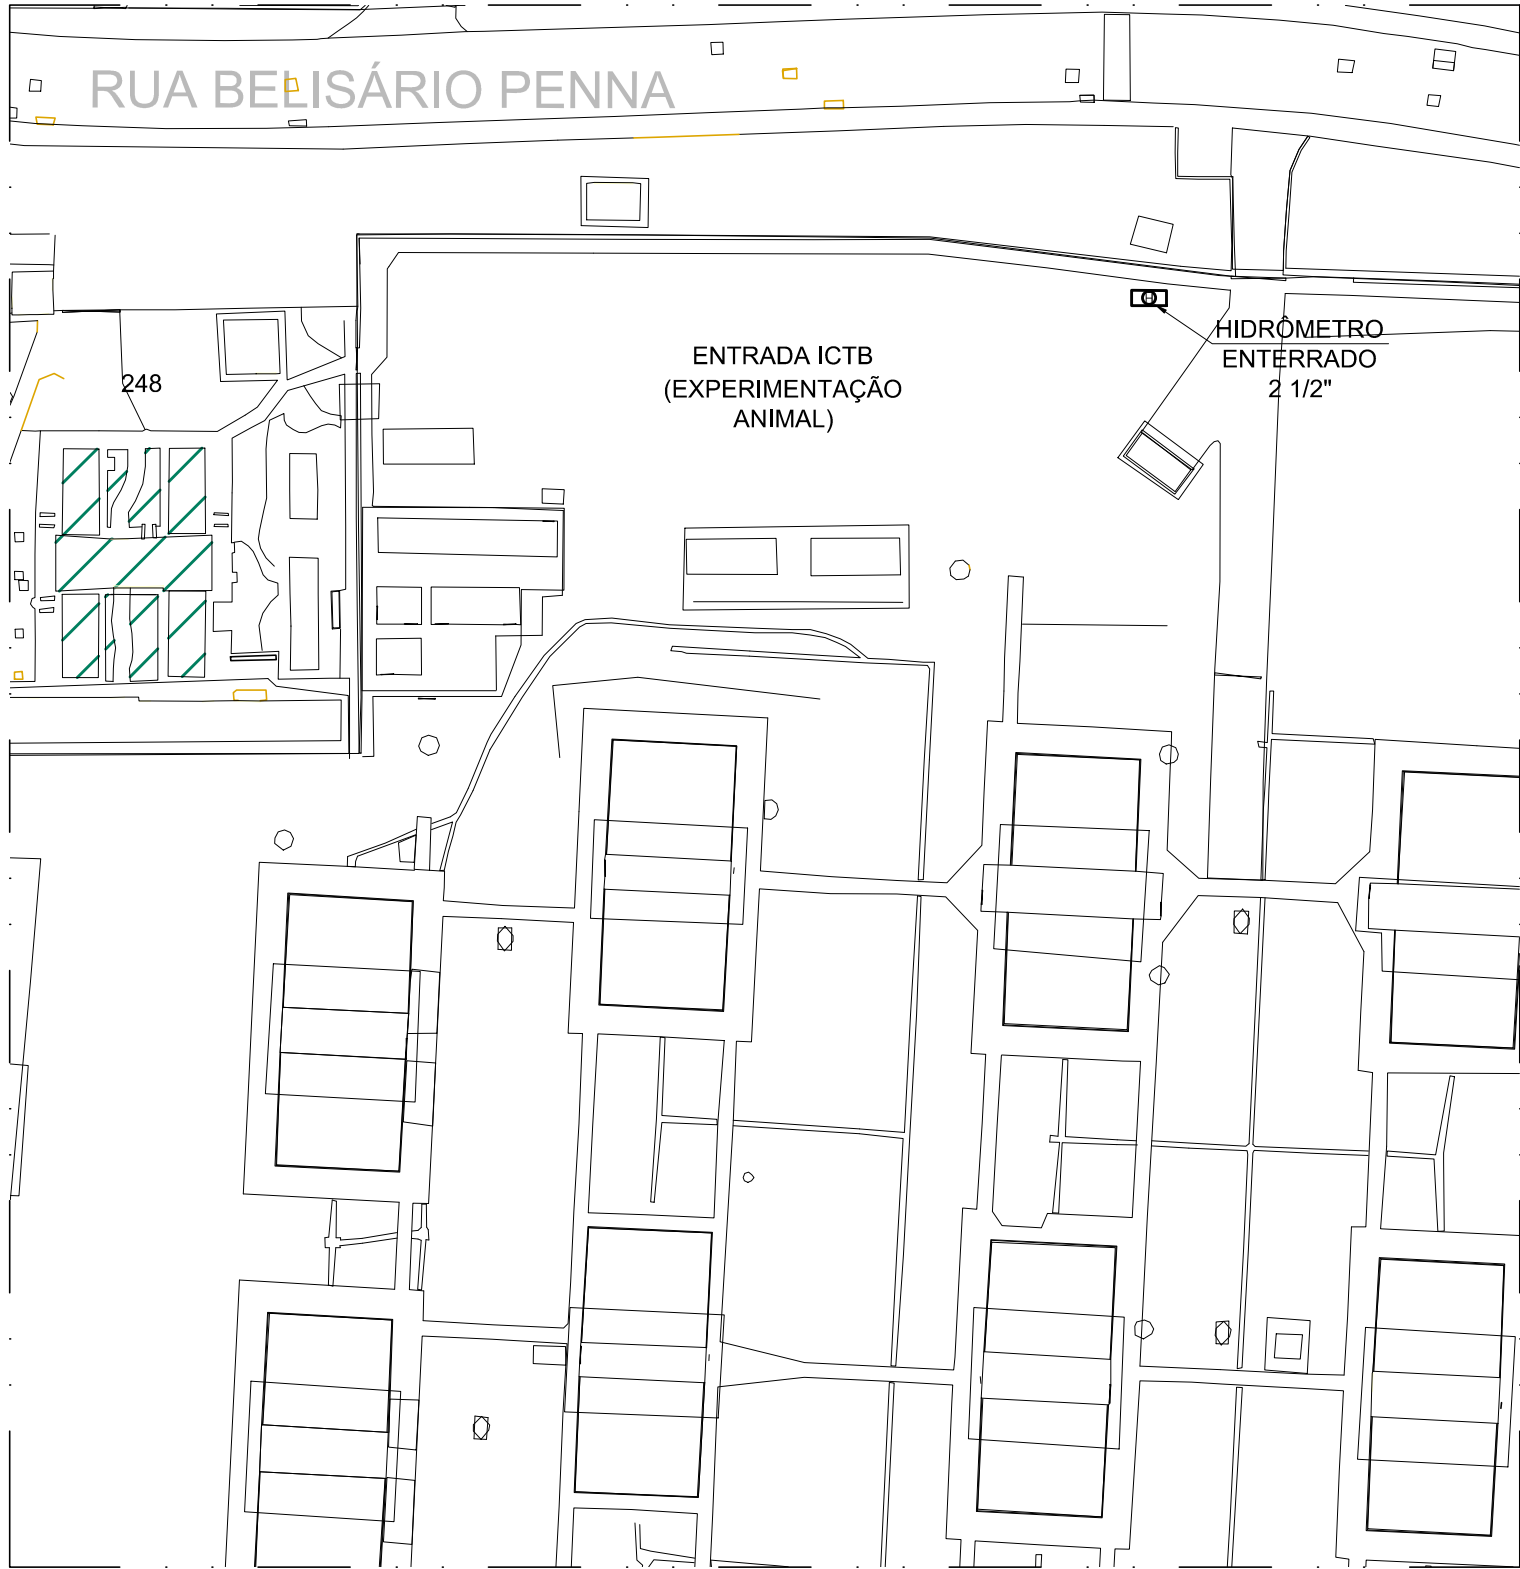 RUA BELISÁRIO PENNA
HIDRÔMETRO
ENTERRADO
2 1/2"
ENTRADA ICTB
(EXPERIMENTAÇÃO
ANIMAL)
248
H